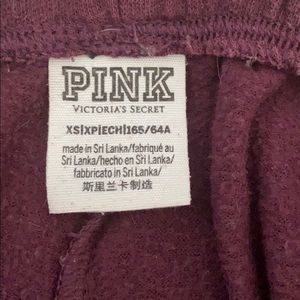 PINK
VICTORIA'S SECRET
XS|XP|ECH|165/64A
made in Sri Lanka/fabriqué au
Sri Lanka/hecho en Sri Lanka/
fabbricato in Sri Lanka/
斯里兰卡制造